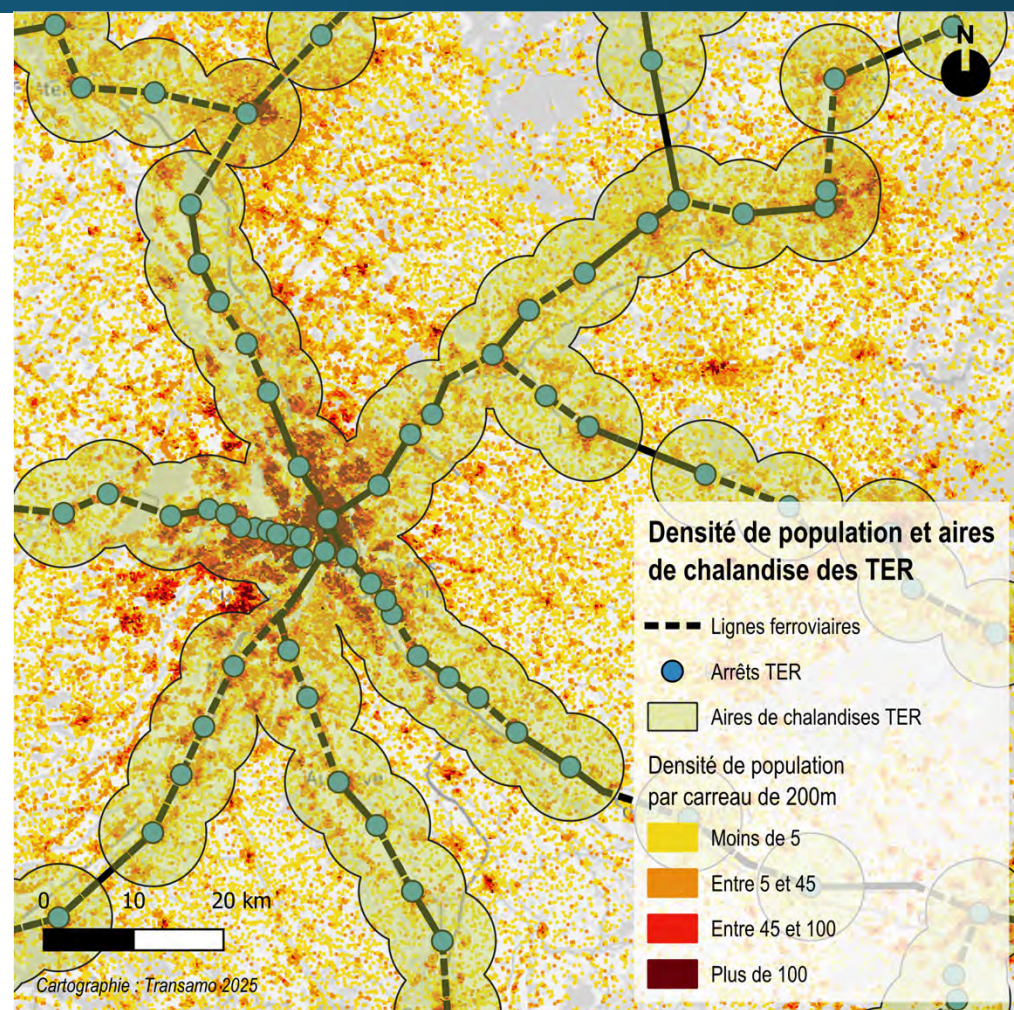 N
Densité de population et aires
de chalandise des TER
Lignes ferroviaires
Arrêts TER
Aires de chalandises TER
Densité de population
par carreau de 200m
Moins de 5
Entre 5 et 45
Entre 45 et 100
Plus de 100
0 10 20 km
Cartographie : Transamo 2025